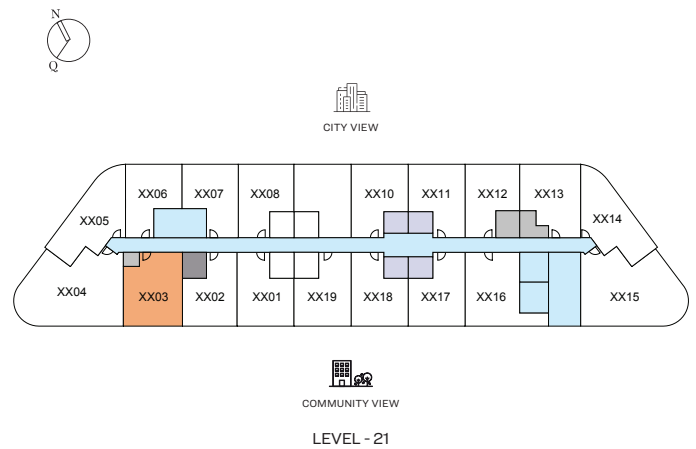 N
Q
CITY VIEW
XX06 XX07 XX08 XX10 XX11 XX12 XX13
XX05 XX14
XX04 XX03 XX02 XX01 XX19 XX18 XX17 XX16 XX15
COMMUNITY VIEW
LEVEL - 21